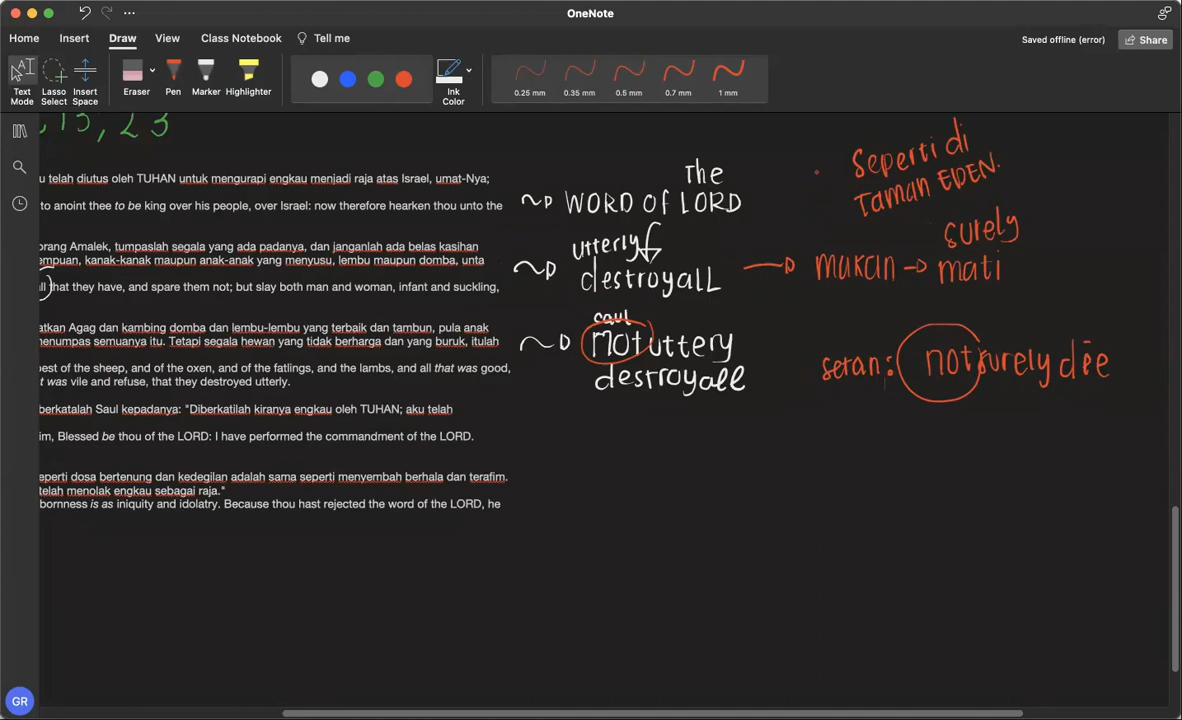 OneNote
Home Insert Draw View Class Notebook Tell me
Saved offline (error) Share
Text Mode
Lasso Select
Insert Space
Eraser Pen Marker Highlighter
Ink Color
0.25 mm 0.35 mm 0.5 mm 0.7 mm 1 mm
, 15, 23
u telah diutus oleh TUHAN untuk mengurapi engkau menjadi raja atas Israel, umat-Nya;
to anoint thee to be king over his people, over Israel: now therefore hearken thou unto the
orang Amalek, tumpaslah segala yang ada padanya, dan janganlah ada belas kasihan
empuan, kanak-kanak maupun anak-anak yang menyusu, lembu maupun domba, unta
ll that they have, and spare them not; but slay both man and woman, infant and suckling,
atkan Agag dan kambing domba dan lembu-lembu yang terbaik dan tambun, pula anak
menumpas semuanya itu. Tetapi segala hewan yang tidak berharga dan yang buruk, itulah
est of the sheep, and of the oxen, and of the fatlings, and the lambs, and all that was good,
t was vile and refuse, that they destroyed utterly.
berkatalah Saul kepadanya: "Diberkatilah kiranya engkau oleh TUHAN; aku telah
im, Blessed be thou of the LORD: I have performed the commandment of the LORD.
eperti dosa bertenung dan kedegilan adalah sama seperti menyembah berhala dan terafim.
telah menolak engkau sebagai raja."
bornness is as iniquity and idolatry. Because thou hast rejected the word of the LORD, he
The
WORD OF LORD
utterly
destroy all
saul
not uttery
destroy all
Seperti di
Taman EDEN.
surely
makan → mati
setan: not surely die
GR